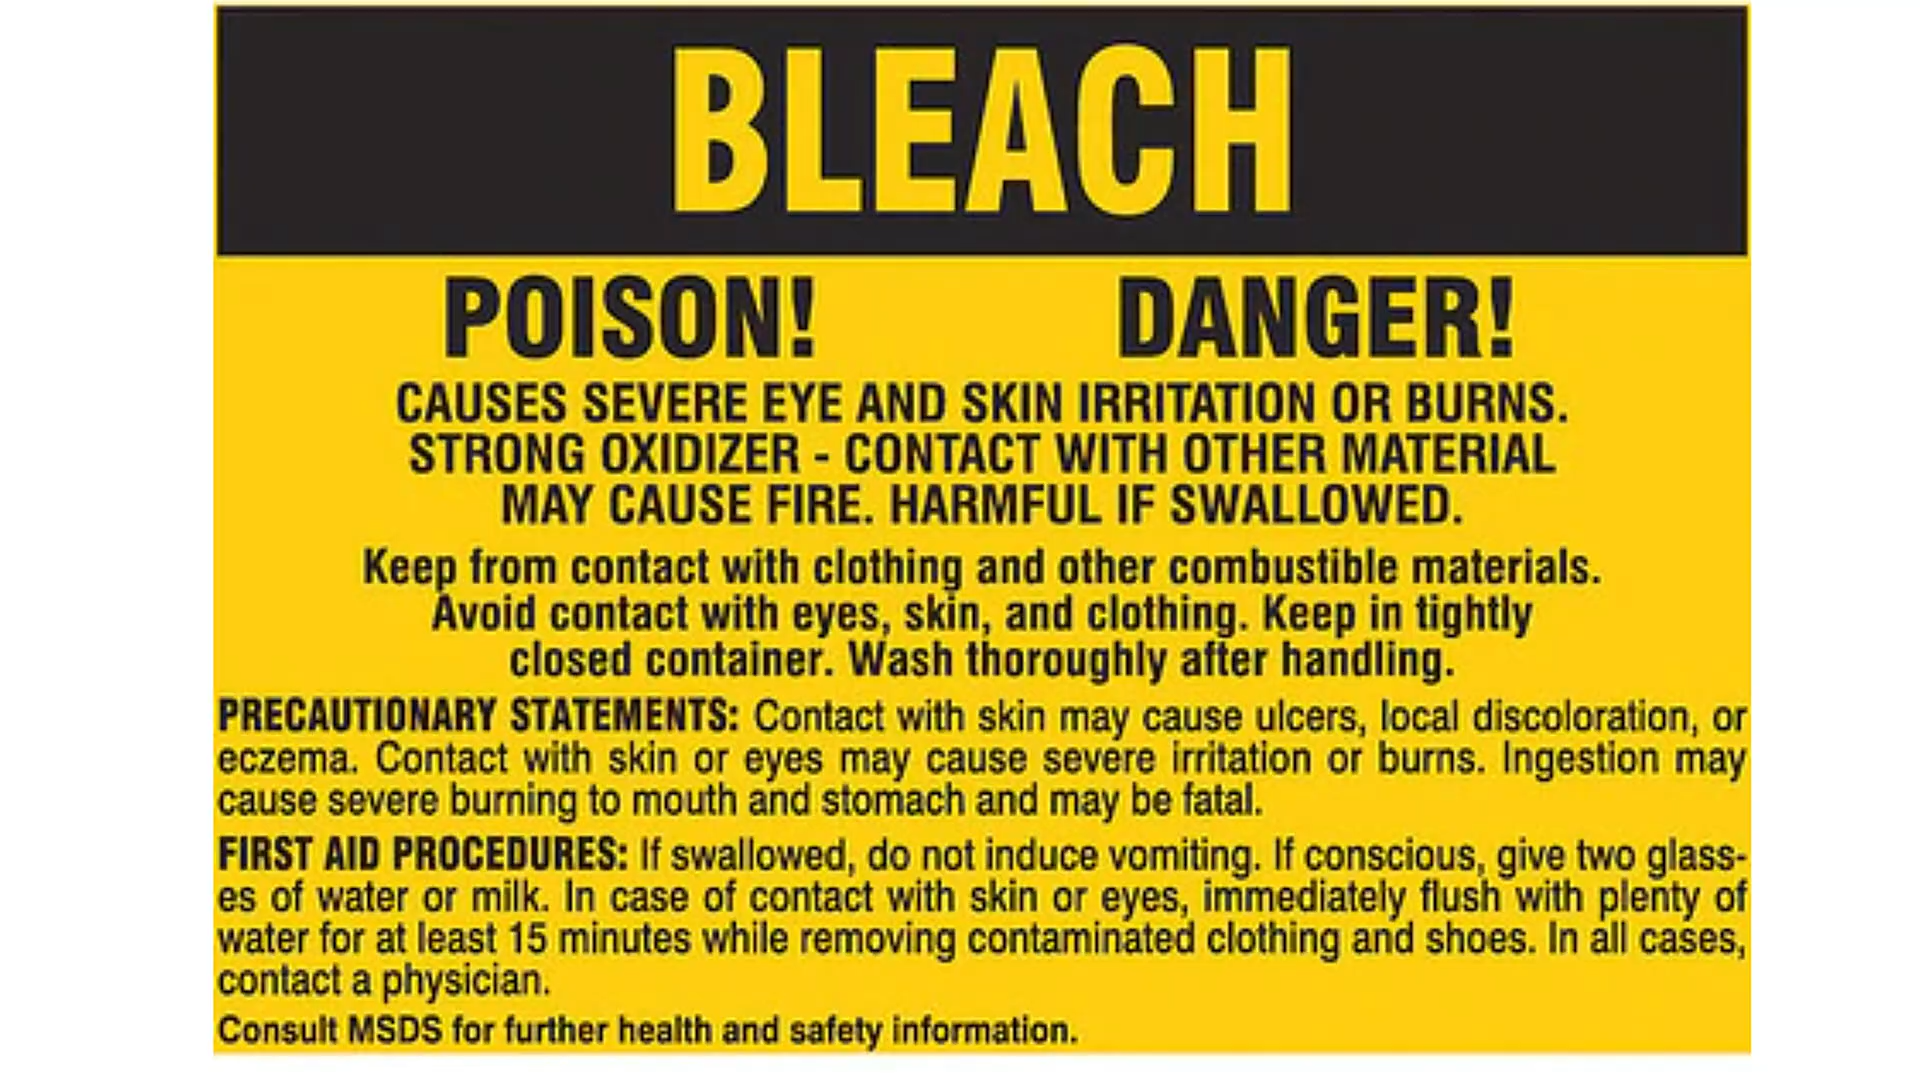 BLEACH
POISON! DANGER!
CAUSES SEVERE EYE AND SKIN IRRITATION OR BURNS.
STRONG OXIDIZER - CONTACT WITH OTHER MATERIAL
MAY CAUSE FIRE. HARMFUL IF SWALLOWED.
Keep from contact with clothing and other combustible materials.
Avoid contact with eyes, skin, and clothing. Keep in tightly
closed container. Wash thoroughly after handling.
PRECAUTIONARY STATEMENTS: Contact with skin may cause ulcers, local discoloration, or
eczema. Contact with skin or eyes may cause severe irritation or burns. Ingestion may
cause severe burning to mouth and stomach and may be fatal.
FIRST AID PROCEDURES: If swallowed, do not induce vomiting. If conscious, give two glass-
es of water or milk. In case of contact with skin or eyes, immediately flush with plenty of
water for at least 15 minutes while removing contaminated clothing and shoes. In all cases,
contact a physician.
Consult MSDS for further health and safety information.